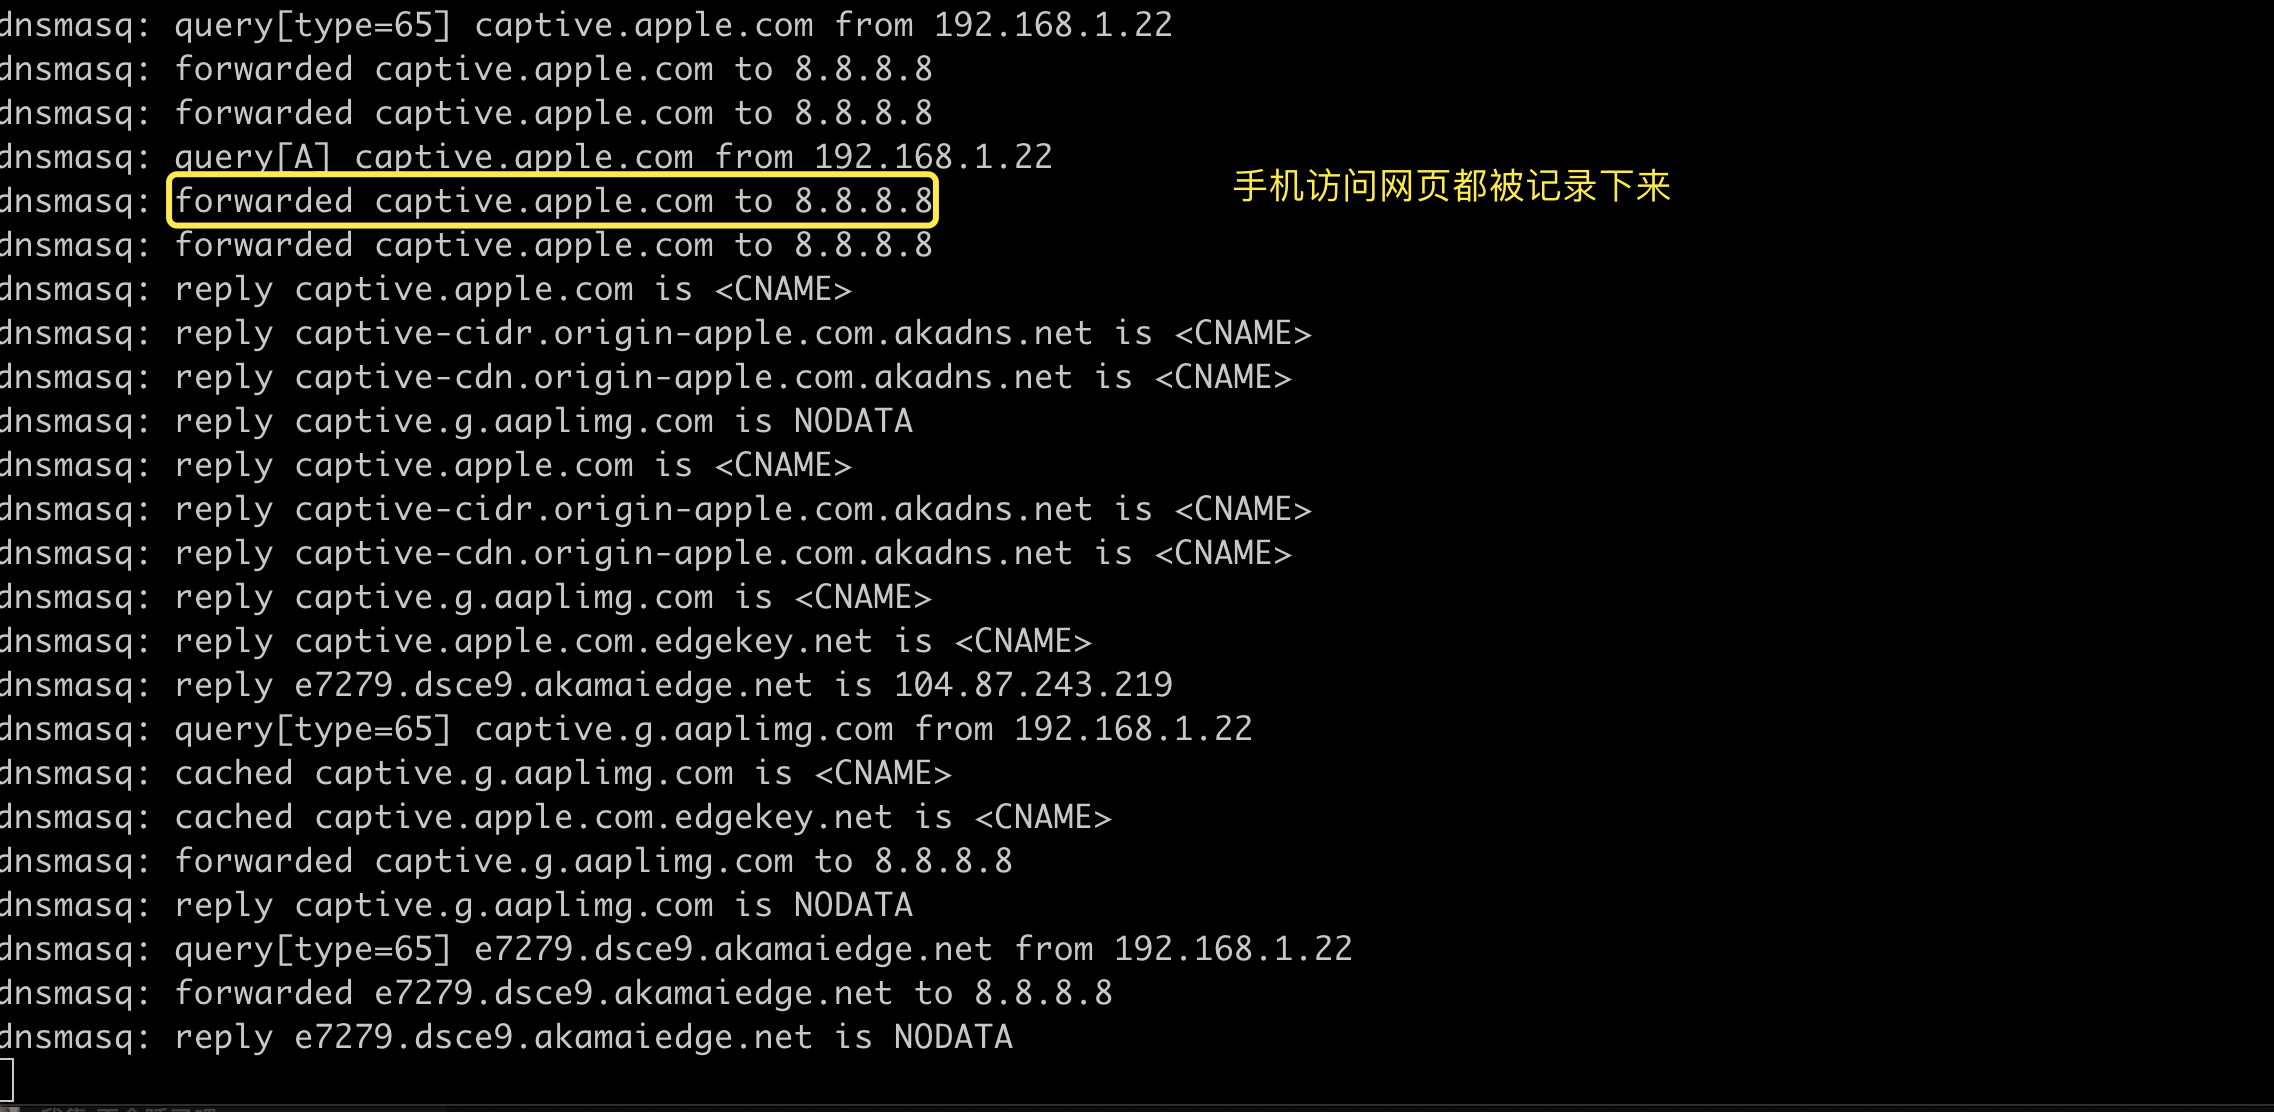 dnsmasq: query[type=65] captive.apple.com from 192.168.1.22
dnsmasq: forwarded captive.apple.com to 8.8.8.8
dnsmasq: forwarded captive.apple.com to 8.8.8.8
dnsmasq: query[A] captive.apple.com from 192.168.1.22
dnsmasq: forwarded captive.apple.com to 8.8.8.8
手机访问网页都被记录下来
dnsmasq: forwarded captive.apple.com to 8.8.8.8
dnsmasq: reply captive.apple.com is <CNAME>
dnsmasq: reply captive-cidr.origin-apple.com.akadns.net is <CNAME>
dnsmasq: reply captive-cdn.origin-apple.com.akadns.net is <CNAME>
dnsmasq: reply captive.g.aaplimg.com is NODATA
dnsmasq: reply captive.apple.com is <CNAME>
dnsmasq: reply captive-cidr.origin-apple.com.akadns.net is <CNAME>
dnsmasq: reply captive-cdn.origin-apple.com.akadns.net is <CNAME>
dnsmasq: reply captive.g.aaplimg.com is <CNAME>
dnsmasq: reply captive.apple.com.edgekey.net is <CNAME>
dnsmasq: reply e7279.dsce9.akamaiedge.net is 104.87.243.219
dnsmasq: query[type=65] captive.g.aaplimg.com from 192.168.1.22
dnsmasq: cached captive.g.aaplimg.com is <CNAME>
dnsmasq: cached captive.apple.com.edgekey.net is <CNAME>
dnsmasq: forwarded captive.g.aaplimg.com to 8.8.8.8
dnsmasq: reply captive.g.aaplimg.com is NODATA
dnsmasq: query[type=65] e7279.dsce9.akamaiedge.net from 192.168.1.22
dnsmasq: forwarded e7279.dsce9.akamaiedge.net to 8.8.8.8
dnsmasq: reply e7279.dsce9.akamaiedge.net is NODATA